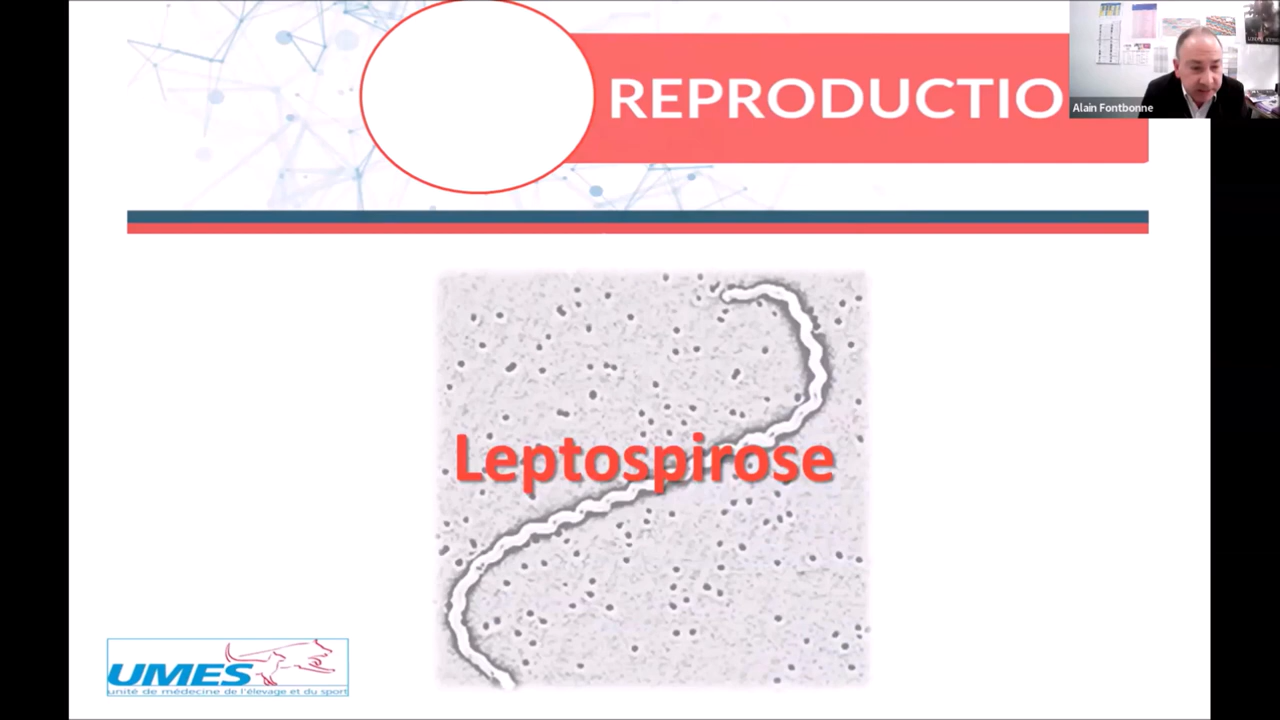 REPRODUCTIO
Alain Fontbonne
Leptospirose
UMES
unité de médecine de l'élevage et du sport